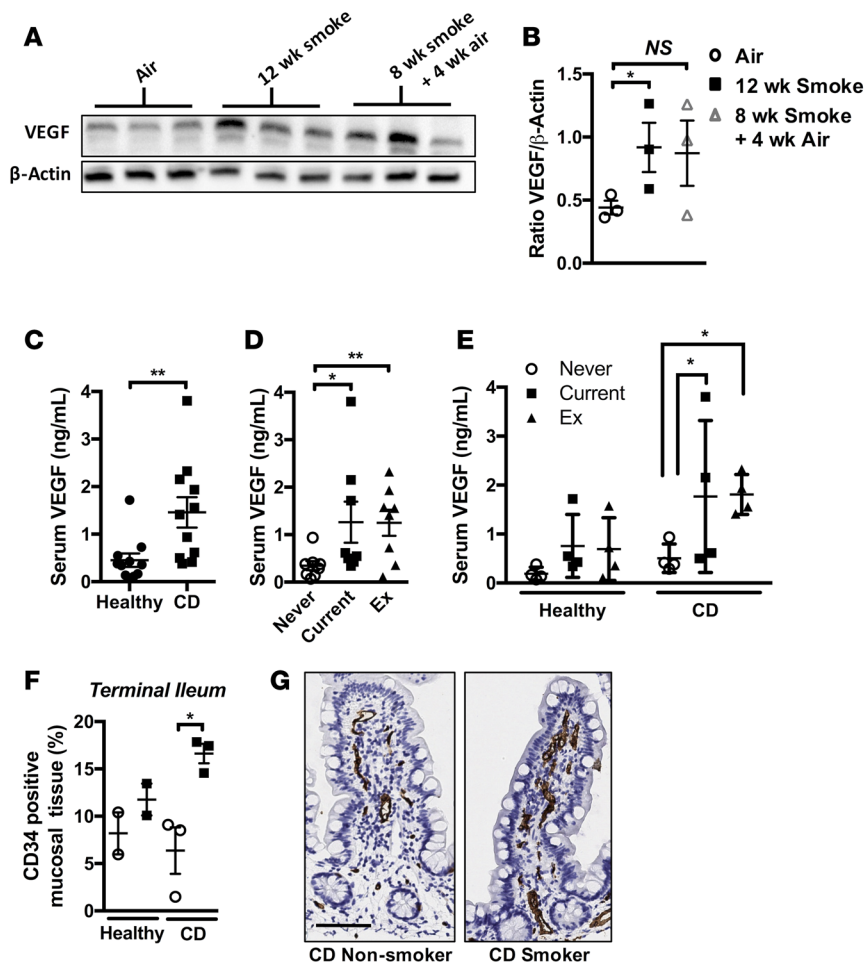 A
Air
12 wk smoke
8 wk smoke
+ 4 wk air
VEGF
β-Actin
B
NS
*
Ratio VEGF/β-Actin
1.5
1.0
0.5
0.0
Air
12 wk Smoke
8 wk Smoke
+ 4 wk Air
C
**
Serum VEGF (ng/mL)
4
3
2
1
0
Healthy
CD
D
**
*
Serum VEGF (ng/mL)
4
3
2
1
0
Never
Current
Ex
E
Never
Current
Ex
*
*
Serum VEGF (ng/mL)
4
3
2
1
0
Healthy
CD
F
Terminal Ileum
*
CD34 positive
mucosal tissue (%)
20
15
10
5
0
Healthy
CD
G
CD Non-smoker
CD Smoker